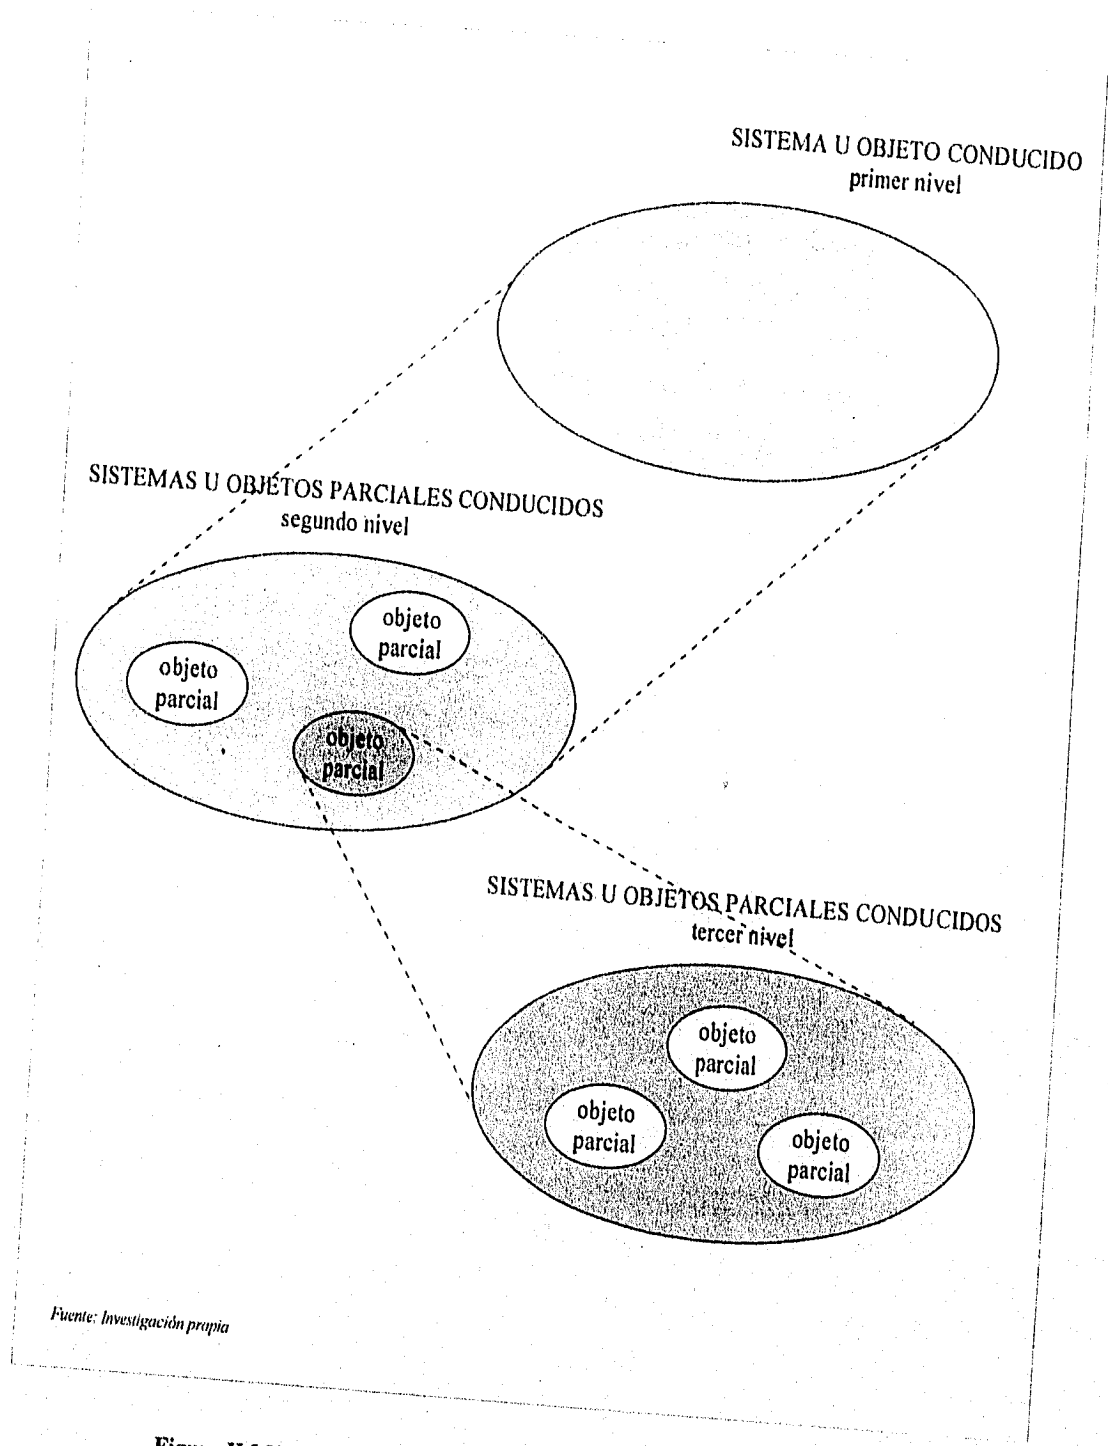 SISTEMA U OBJETO CONDUCIDO
primer nivel
SISTEMAS U OBJETOS PARCIALES CONDUCIDOS
segundo nivel
objeto
parcial
objeto
parcial
objeto
parcial
SISTEMAS U OBJETOS PARCIALES CONDUCIDOS
tercer nivel
objeto
parcial
objeto
parcial
objeto
parcial
Fuente: Investigación propia